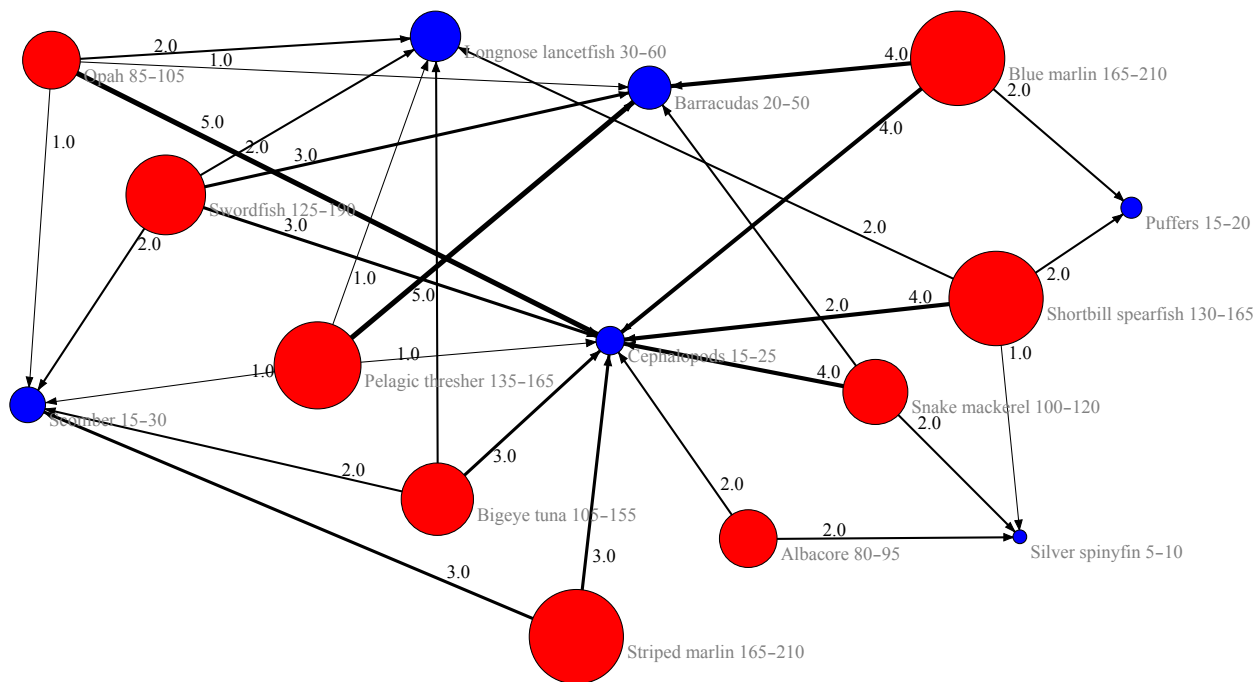 2.0
4.0
Longnose lancetfish 30-60
1.0
Opah 85-105
Blue marlin 165-210
2.0
Barracudas 20-50
5.0
4.0
1.0
2.0
3.0
Swordfish 125-190
Puffers 15-20
3.0
2.0
2.0
1.0
2.0
5.0
2.0
4.0
Shortbill spearfish 130-165
1.0
1.0
Cephalopods 15-25
1.0
Pelagic thresher 135-165
4.0
Snake mackerel 100-120
Scomber 15-30
2.0
3.0
2.0
2.0
Bigeye tuna 105-155
2.0
3.0
Albacore 80-95
Silver spinyfin 5-10
3.0
Striped marlin 165-210